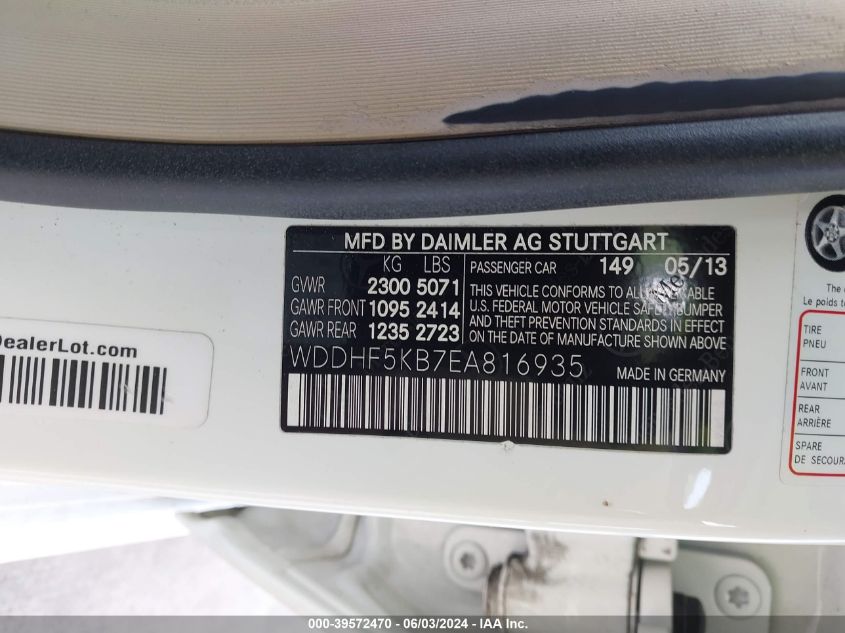 MFD BY DAIMLER AG STUTTGART
KG LBS
GVWR 2300 5071
GAWR FRONT 1095 2414
GAWR REAR 1235 2723
PASSENGER CAR 149 05/13
THIS VEHICLE CONFORMS TO ALL APPLICABLE
U.S. FEDERAL MOTOR VEHICLE SAFETY, BUMPER
AND THEFT PREVENTION STANDARDS IN EFFECT
ON THE DATE OF MANUFACTURE SHOWN ABOVE
WDDHF5KB7EA816935
MADE IN GERMANY
DealerLot.com
The
Le poids
TIRE
PNEU
FRONT
AVANT
REAR
ARRIÈRE
SPARE
DE SECOURS
000-39572470 - 06/03/2024 - IAA Inc.